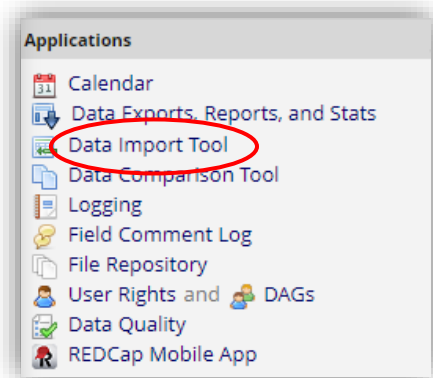 Applications
31 Calendar
Data Exports, Reports, and Stats
Data Import Tool
Data Comparison Tool
Logging
Field Comment Log
File Repository
User Rights and DAGs
Data Quality
REDCap Mobile App